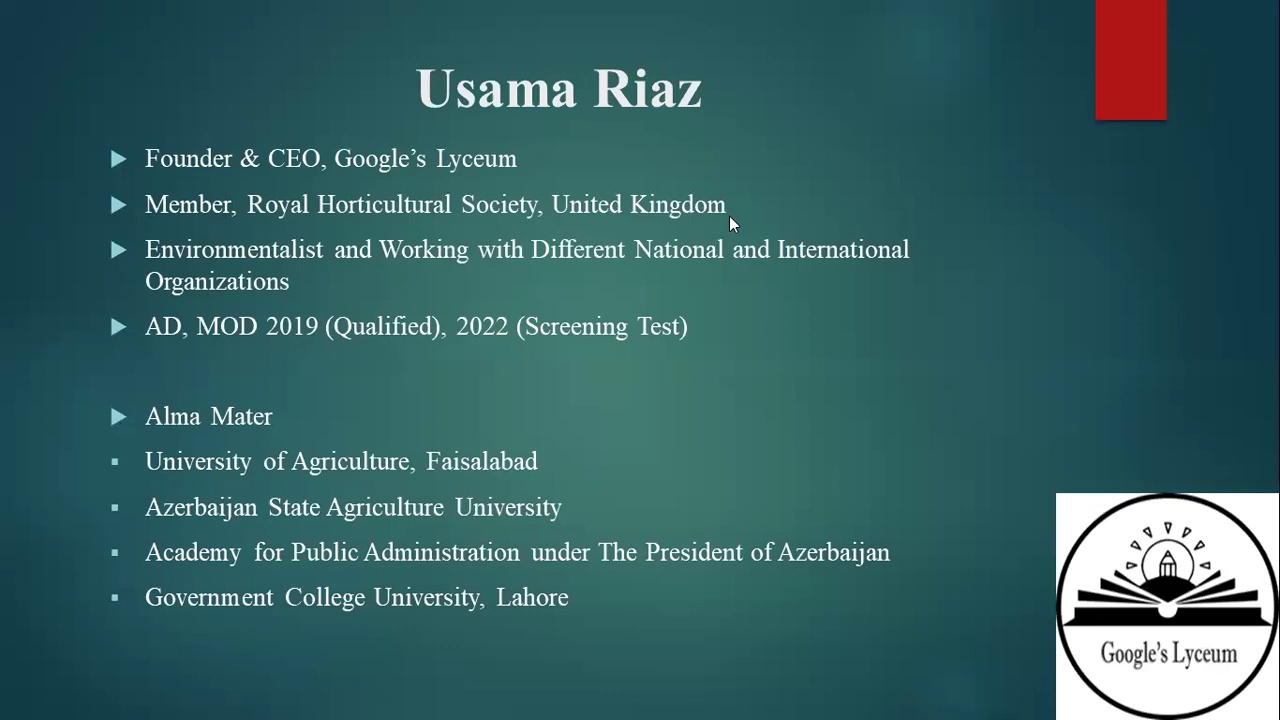 Usama Riaz
Founder & CEO, Google's Lyceum
Member, Royal Horticultural Society, United Kingdom
Environmentalist and Working with Different National and International
Organizations
AD, MOD 2019 (Qualified), 2022 (Screening Test)
Alma Mater
University of Agriculture, Faisalabad
Azerbaijan State Agriculture University
Academy for Public Administration under The President of Azerbaijan
Government College University, Lahore
Google's Lyceum